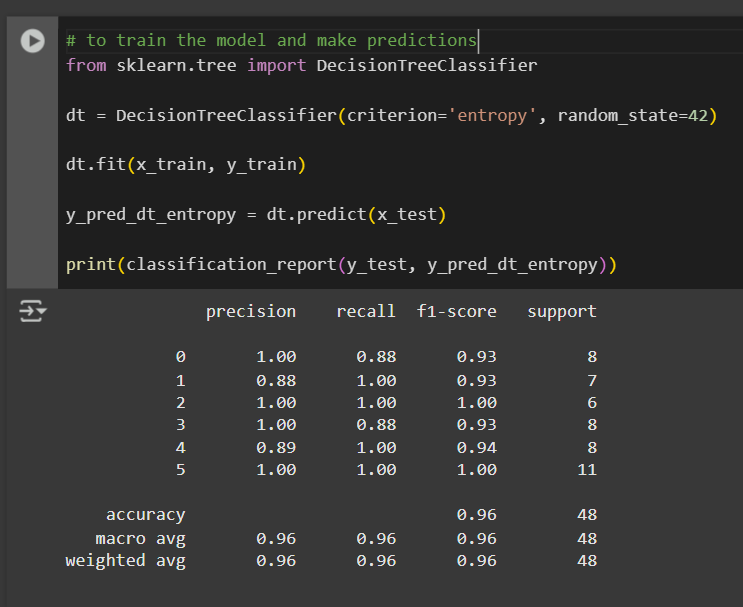 # to train the model and make predictions
from sklearn.tree import DecisionTreeClassifier
dt = DecisionTreeClassifier(criterion='entropy', random_state=42)
dt.fit(x_train, y_train)
y_pred_dt_entropy = dt.predict(x_test)
print(classification_report(y_test, y_pred_dt_entropy))
precision recall f1-score support
0 1.00 0.88 0.93 8
1 0.88 1.00 0.93 7
2 1.00 1.00 1.00 6
3 1.00 0.88 0.93 8
4 0.89 1.00 0.94 8
5 1.00 1.00 1.00 11
accuracy 0.96 48
macro avg 0.96 0.96 0.96 48
weighted avg 0.96 0.96 0.96 48